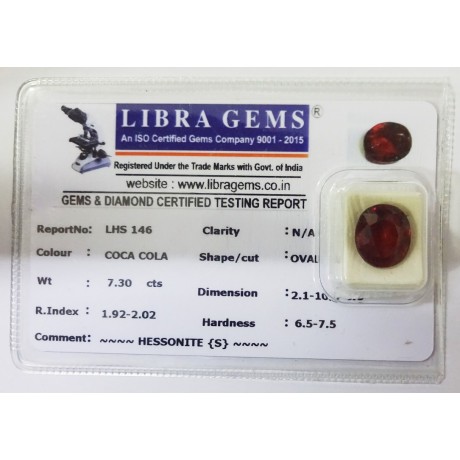 LIBRA GEMS ®
An ISO Certified Gems Company 9001 - 2015
Registered Under the Trade Marks with Govt. of India
website : www.libragems.co.in
GEMS & DIAMOND CERTIFIED TESTING REPORT
ReportNo: LHS 146 Clarity : N/A
Colour : COCA COLA Shape/cut : OVAL
Wt : 7.30 cts Dimension :
R.Index : 1.92-2.02 Hardness : 6.5-7.5
Comment: ~~~~ HESSONITE {S} ~~~~